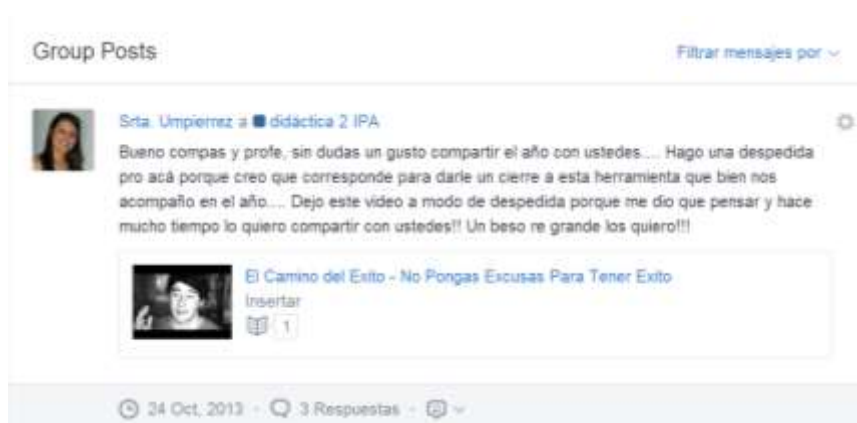 Group Posts
Filtrar mensajes por
Srta. Umpierrez a didáctica 2 IPA
Bueno compas y profe, sin dudas un gusto compartir el año con ustedes.... Hago una despedida
pro acá porque creo que corresponde para darle un cierre a esta herramienta que bien nos
acompaño en el año.... Dejo este video a modo de despedida porque me dio que pensar y hace
mucho tiempo lo quiero compartir con ustedes!! Un beso re grande los quiero!!!
El Camino del Exito - No Pongas Excusas Para Tener Exito
Insertar
1
24 Oct, 2013 - 3 Respuestas -